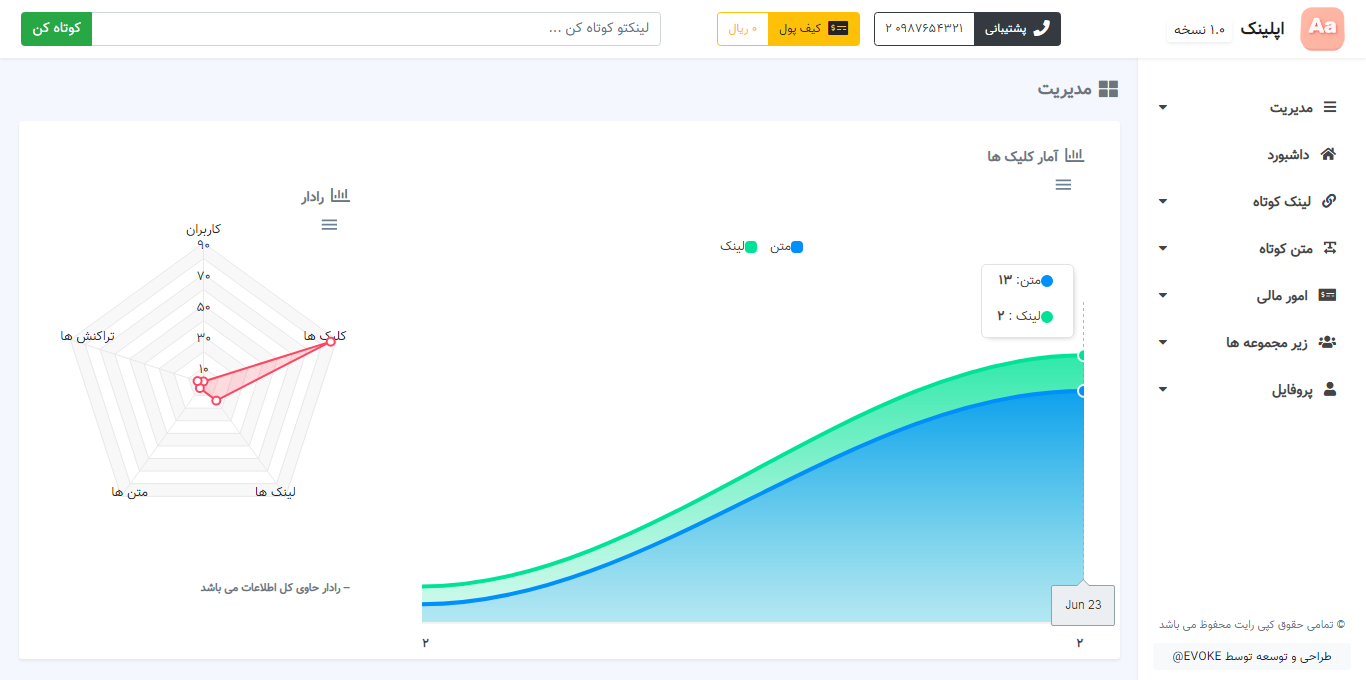 اپلینک
۱.۰ نسخه
پشتیبانی
۰۹۸۷۶۵۴۳۲۱ ۲
کیف پول
۰ ریال
لینکتو کوتاه کن ...
کوتاه کن
مدیریت
داشبورد
لینک کوتاه
متن کوتاه
امور مالی
زیر مجموعه ها
پروفایل
© تمامی حقوق کپی رایت محفوظ می باشد
طراحی و توسعه توسط EVOKE@
مدیریت
آمار کلیک ها
متن
لینک
متن: ۱۳
لینک : ۲
Jun 23
۲
۲
رادار
کاربران
۹۰
۷۰
۵۰
۳۰
۱۰
کلیک ها
تراکنش ها
لینک ها
متن ها
– رادار حاوی کل اطلاعات می باشد
Aa